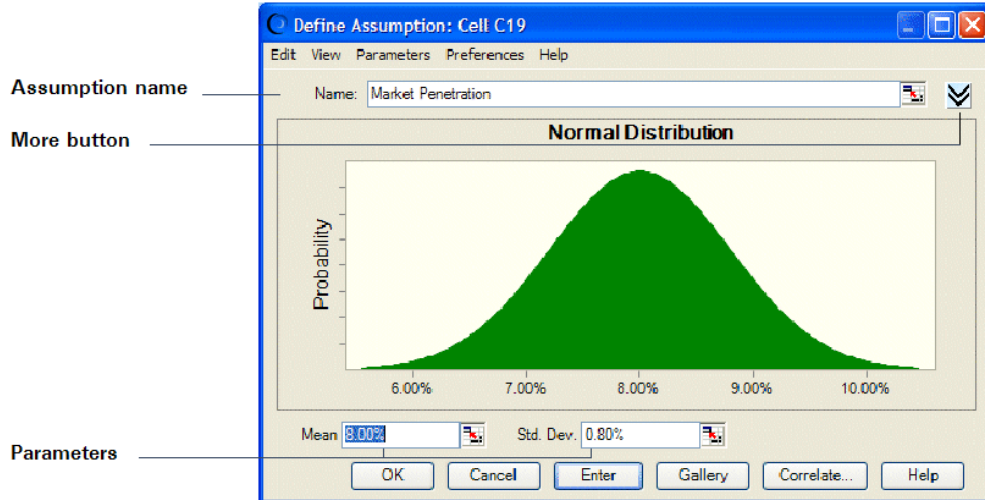 Define Assumption: Cell C19
Edit View Parameters Preferences Help
Assumption name
Name: Market Penetration
More button
Normal Distribution
Probability
6.00% 7.00% 8.00% 9.00% 10.00%
Mean 8.00% Std. Dev. 0.80%
Parameters
OK Cancel Enter Gallery Correlate... Help